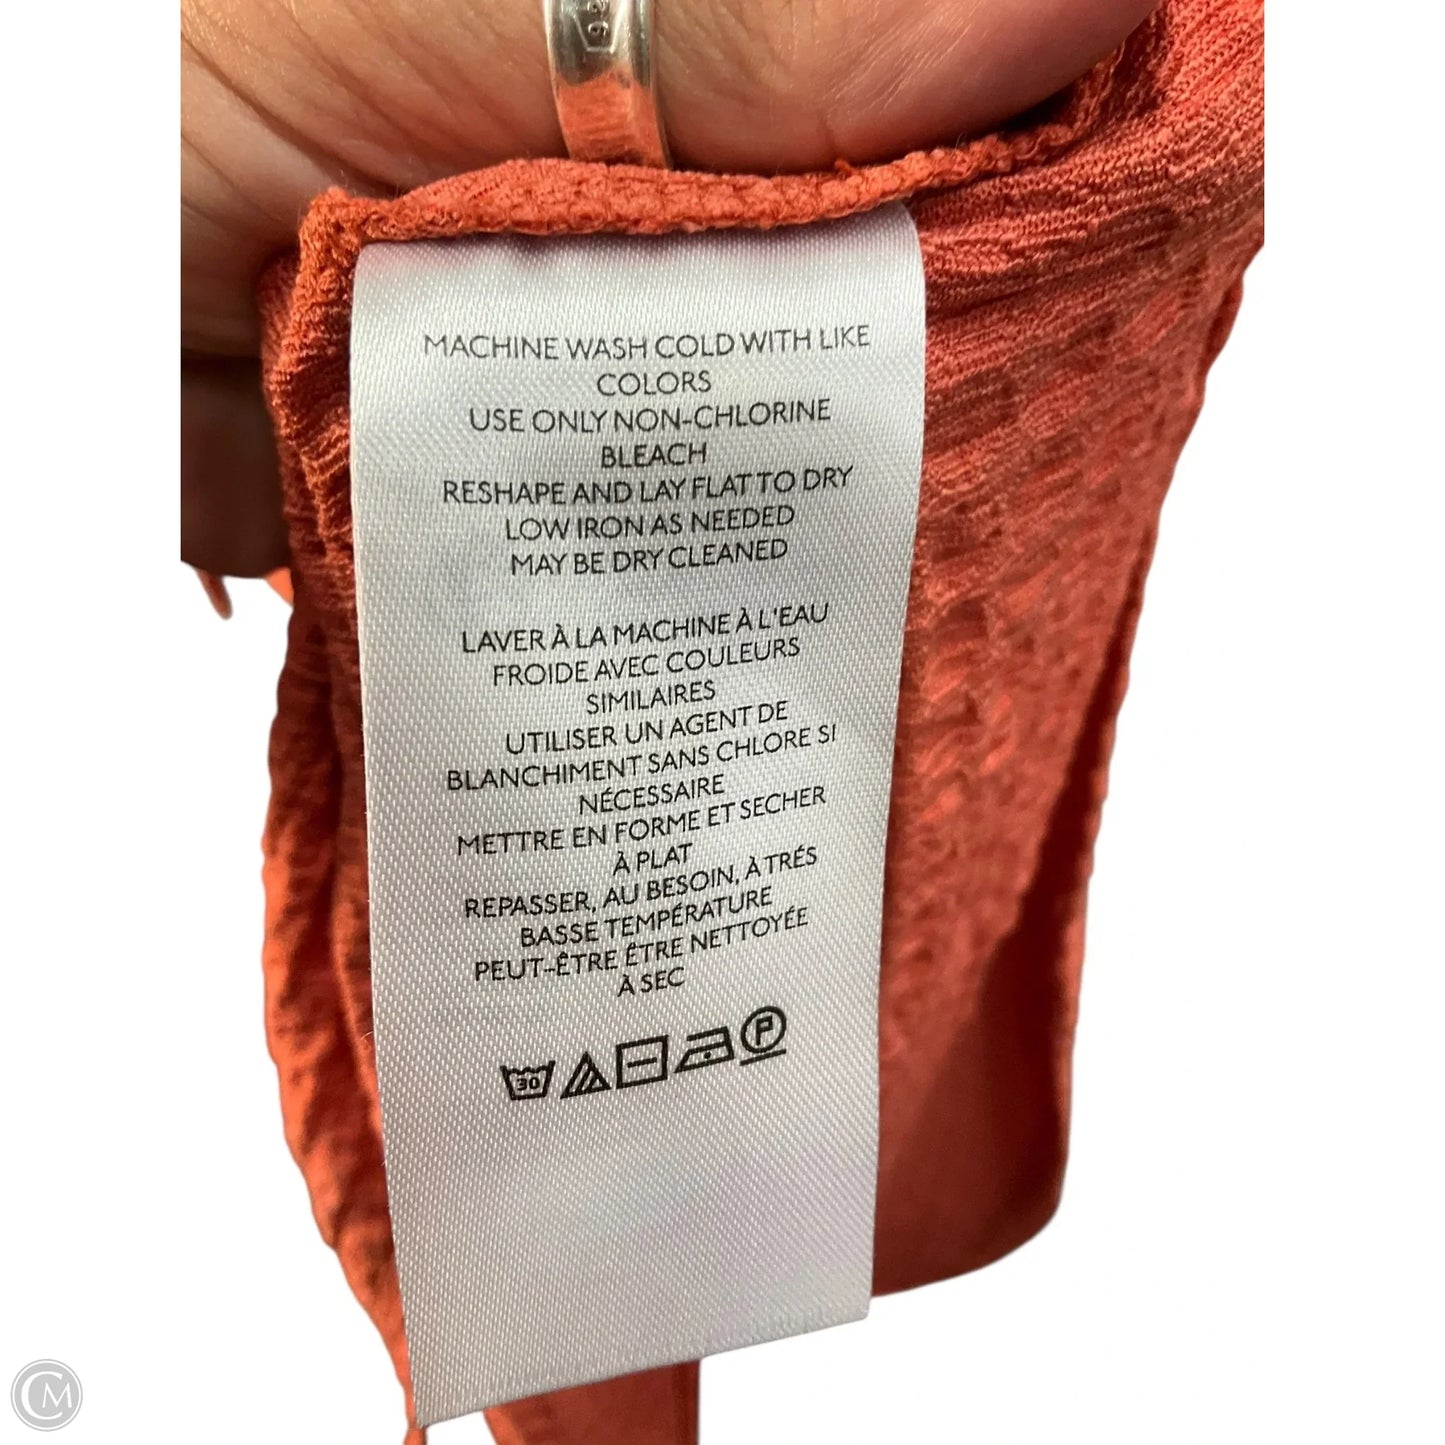 92
MACHINE WASH COLD WITH LIKE
COLORS
USE ONLY NON-CHLORINE
BLEACH
RESHAPE AND LAY FLAT TO DRY
LOW IRON AS NEEDED
MAY BE DRY CLEANED
LAVER À LA MACHINE À L'EAU
FROIDE AVEC COULEURS
SIMILAIRES
UTILISER UN AGENT DE
BLANCHIMENT SANS CHLORE SI
NÉCESSAIRE
METTRE EN FORME ET SECHER
À PLAT
REPASSER, AU BESOIN, À TRÉS
BASSE TEMPÉRATURE
PEUT-ÊTRE ÊTRE NETTOYÉE
À SEC
30 P
CM